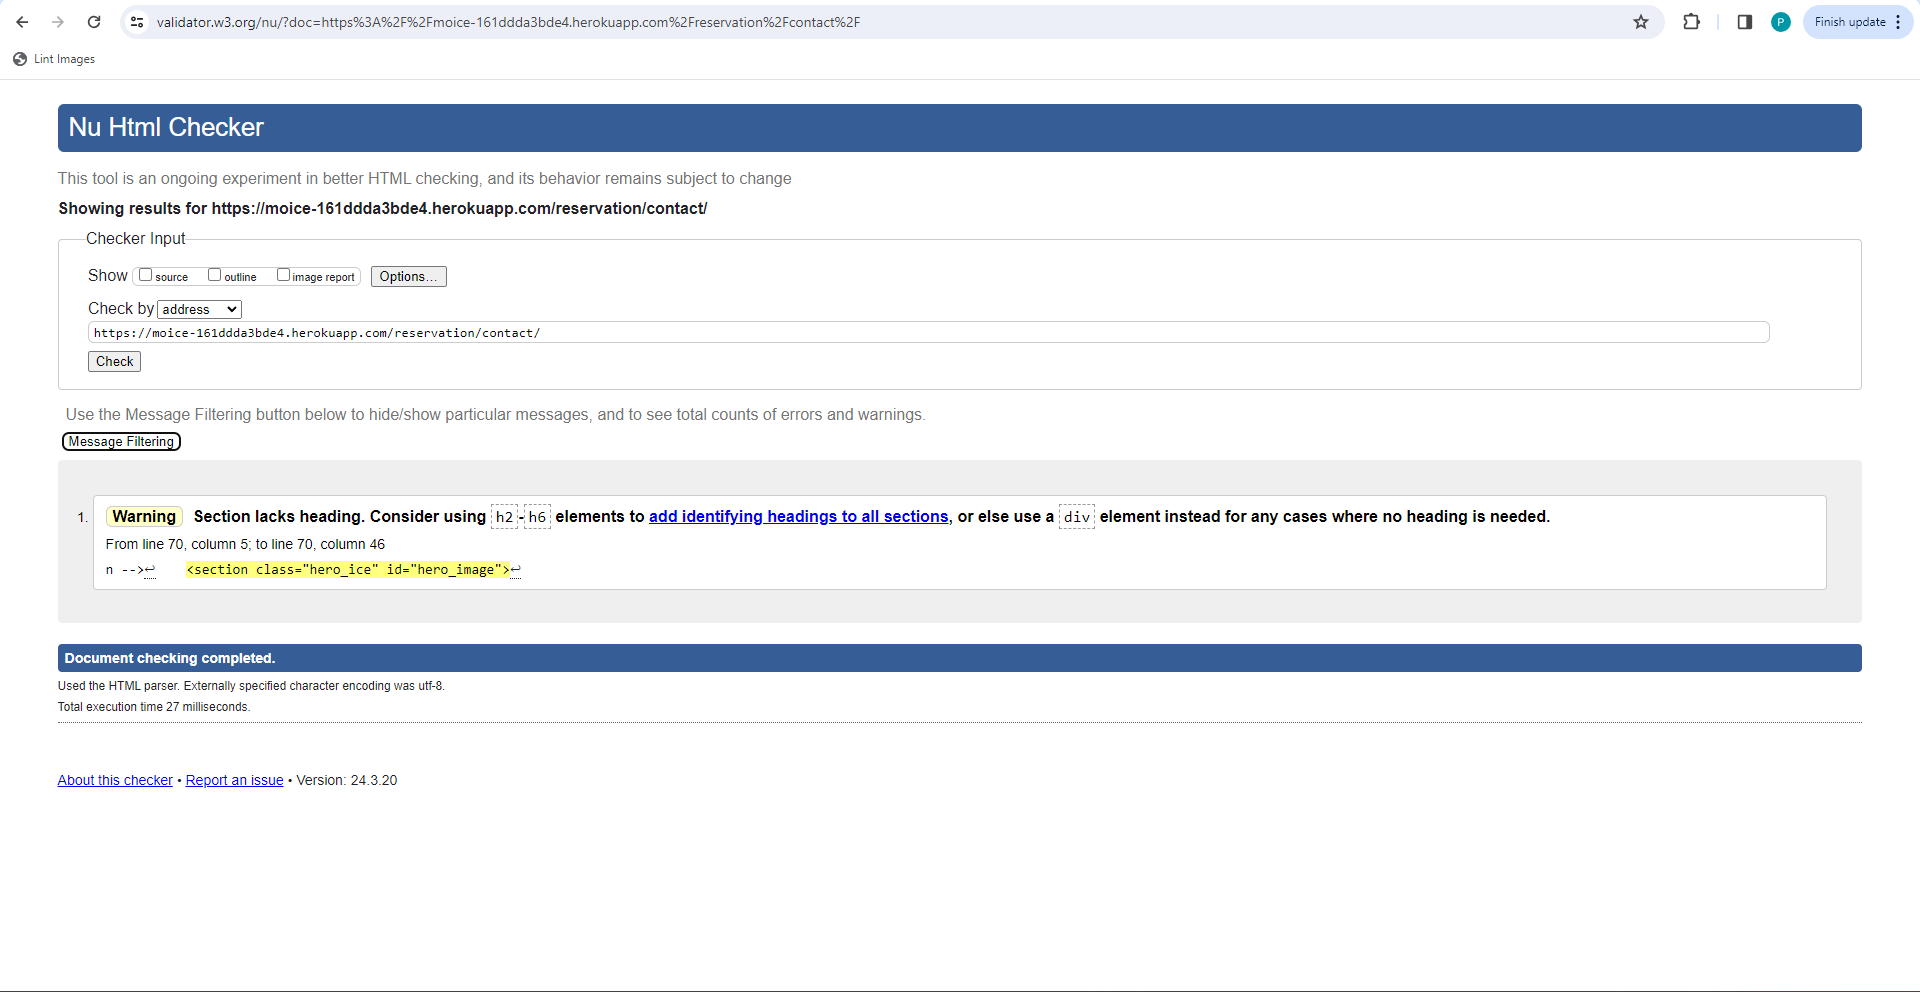 validator.w3.org/nu/?doc=https%3A%2F%2Fmoice-161ddda3bde4.herokuapp.com%2Freservation%2Fcontact%2F
P
Finish update
Lint Images
Nu Html Checker
This tool is an ongoing experiment in better HTML checking, and its behavior remains subject to change
Showing results for https://moice-161ddda3bde4.herokuapp.com/reservation/contact/
Checker Input
Show source outline image report Options...
Check by address
https://moice-161ddda3bde4.herokuapp.com/reservation/contact/
Check
Use the Message Filtering button below to hide/show particular messages, and to see total counts of errors and warnings.
Message Filtering
1. Warning Section lacks heading. Consider using h2-h6 elements to add identifying headings to all sections, or else use a div element instead for any cases where no heading is needed.
From line 70, column 5; to line 70, column 46
n -->↩ <section class="hero_ice" id="hero_image">↩
Document checking completed.
Used the HTML parser. Externally specified character encoding was utf-8.
Total execution time 27 milliseconds.
About this checker • Report an issue • Version: 24.3.20